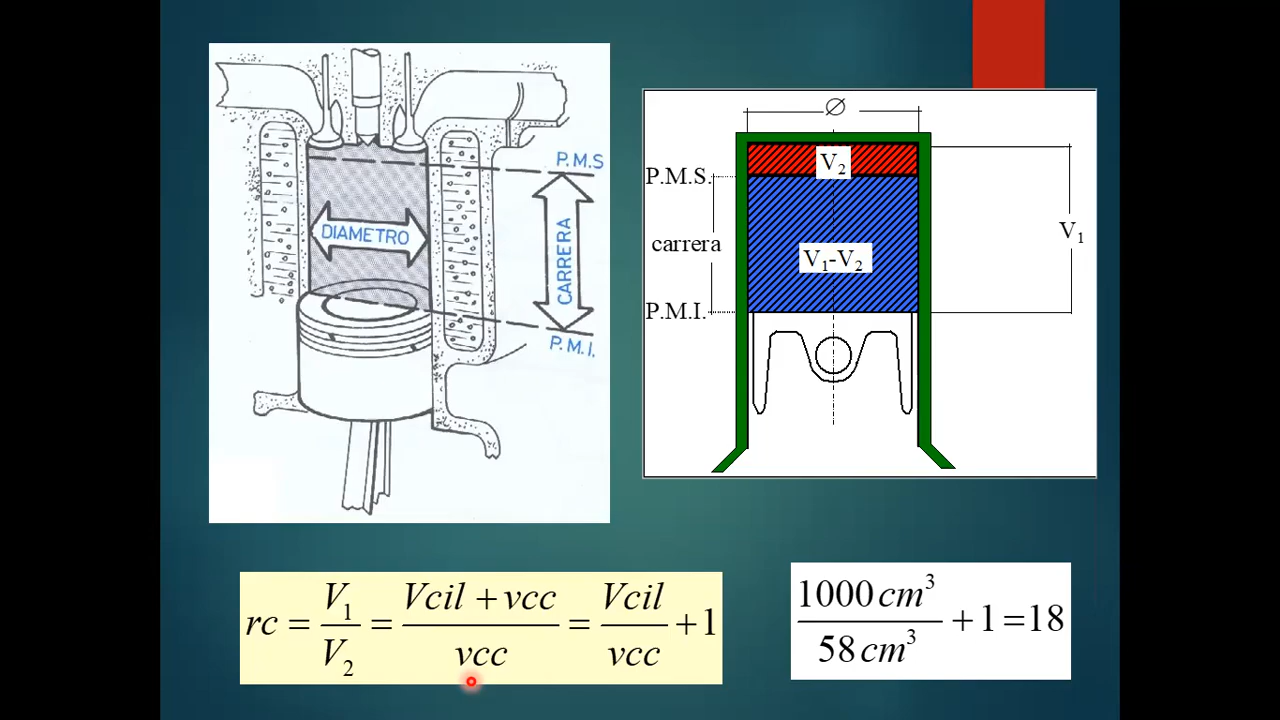 P.M.S
DIAMETRO
CARRERA
P.M.I.
∅
V₂
P.M.S.
carrera
V₁-V₂
V₁
P.M.I.
rc = V₁/V₂ = (Vcil + vcc)/vcc = Vcil/vcc + 1
1000 cm³/58 cm³ + 1 = 18